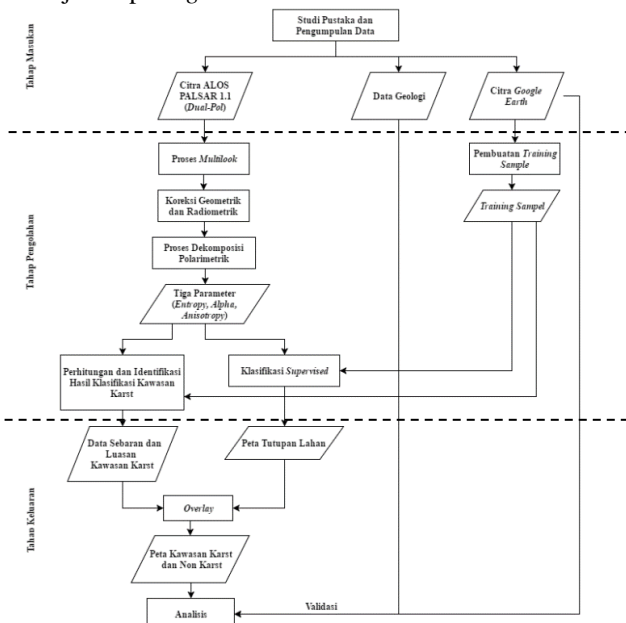 Studi Pustaka dan
Pengumpulan Data
Tahap Masukan
Citra ALOS
PALSAR 1.1
(Dual-Pol)
Data Geologi
Citra Google
Earth
Proses Multilook
Pembuatan Training
Sample
Koreksi Geometrik
dan Radiometrik
Training Sampel
Tahap Pengolahan
Proses Dekomposisi
Polarimetrik
Tiga Parameter
(Entropy, Alpha,
Anisotropy)
Perhitungan dan Identifikasi
Hasil Klasifikasi Kawasan
Karst
Klasifikasi Supervised
Data Sebaran dan
Luasan
Kawasan Karst
Peta Tutupan Lahan
Tahap Keluaran
Overlay
Peta Kawasan Karst
dan Non Karst
Analisis
Validasi